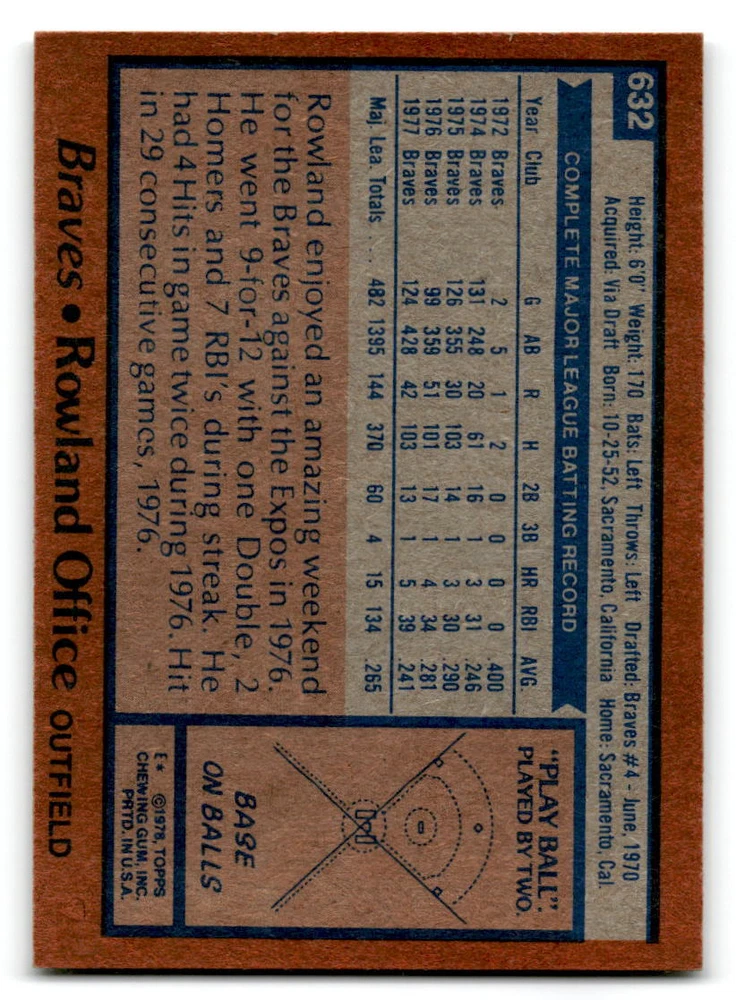 632
Height: 6'0" Weight: 170 Bats: Left Throws: Left Drafted: Braves #4 - June, 1970
Acquired: Via Draft Born: 10-25-52, Sacramento, California Home: Sacramento, Cal.
COMPLETE MAJOR LEAGUE BATTING RECORD
Year Club G AB R H 2B 3B HR RBI AVG.
1972 Braves 2 5 1 2 0 0 0 0 .400
1974 Braves 131 248 20 61 16 1 3 31 .246
1975 Braves 126 355 30 103 14 1 3 30 .290
1976 Braves 99 359 51 101 17 1 4 34 .281
1977 Braves 124 428 42 103 13 1 5 39 .241
Maj. Lea. Totals . . . 482 1395 144 370 60 4 15 134 .265
Rowland enjoyed an amazing weekend
for the Braves against the Expos in 1976.
He went 9-for-12 with one Double, 2
Homers and 7 RBI's during streak. He
had 4 Hits in game twice during 1976. Hit
in 29 consecutive games, 1976.
"PLAY BALL":
PLAYED BY TWO.
BASE
ON BALLS
E* ©1978, TOPPS
CHEWING GUM, INC.
PRTD. IN U.S.A.
Braves • Rowland Office OUTFIELD